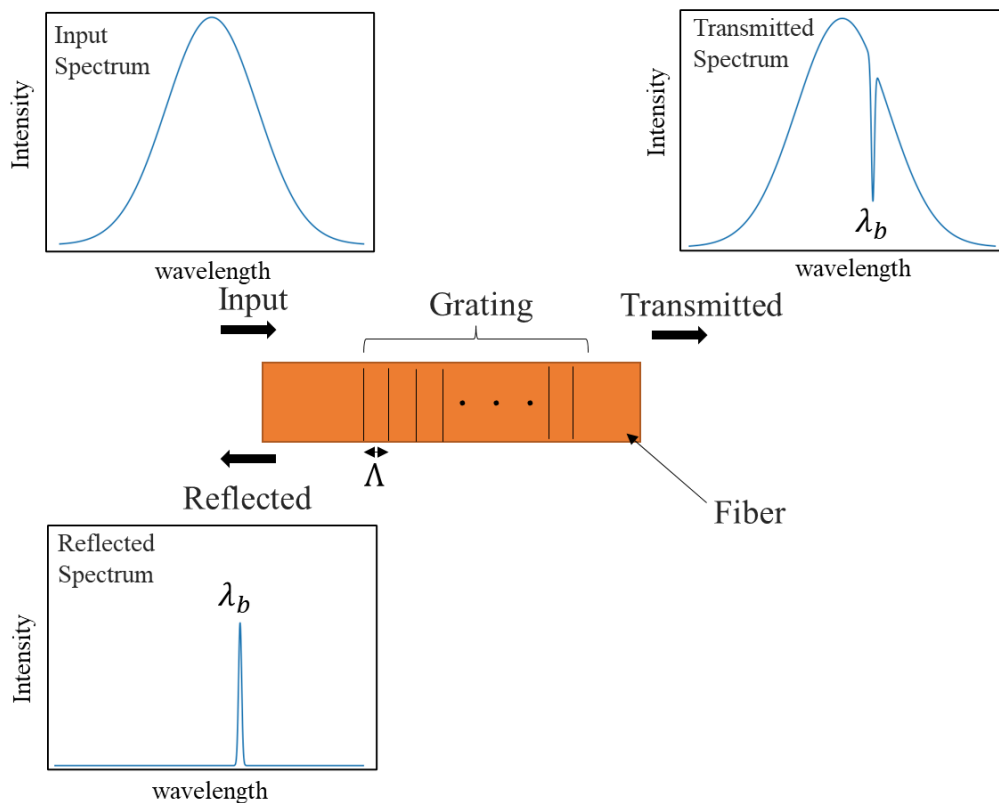 Input
Spectrum
Intensity
wavelength
Transmitted
Spectrum
Intensity
λb
wavelength
Input
Grating
Transmitted
Λ
Reflected
Fiber
Reflected
Spectrum
λb
Intensity
wavelength